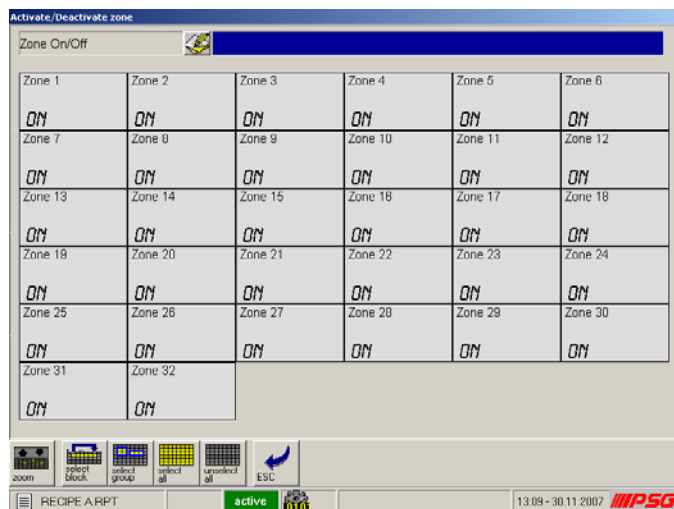 Activate/Deactivate zone
Zone On/Off
Zone 1 Zone 2 Zone 3 Zone 4 Zone 5 Zone 6
ON ON ON ON ON ON
Zone 7 Zone 8 Zone 9 Zone 10 Zone 11 Zone 12
ON ON ON ON ON ON
Zone 13 Zone 14 Zone 15 Zone 16 Zone 17 Zone 18
ON ON ON ON ON ON
Zone 19 Zone 20 Zone 21 Zone 22 Zone 23 Zone 24
ON ON ON ON ON ON
Zone 25 Zone 26 Zone 27 Zone 28 Zone 29 Zone 30
ON ON ON ON ON ON
Zone 31 Zone 32
ON ON
zoom select block select group select all unselect all ESC
RECIPE A.RPT active 010 13:09 - 30.11.2007 PSG